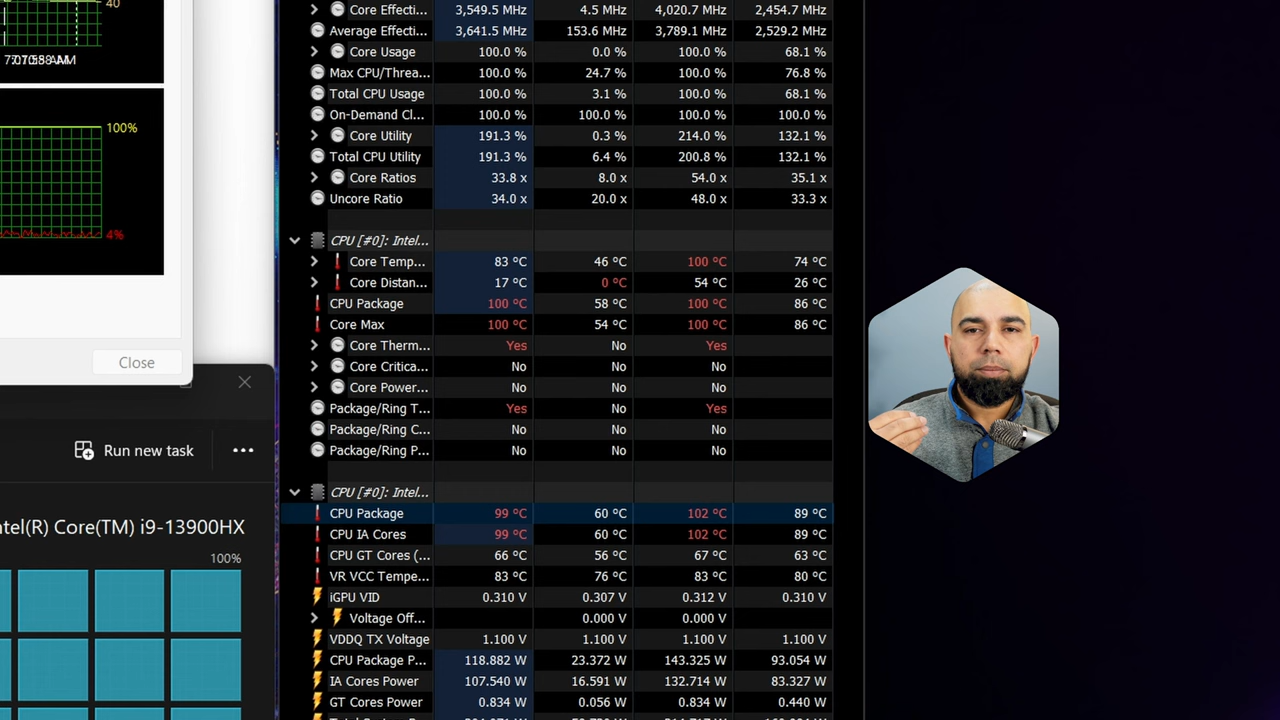 40
100%
4%
Close
Run new task
ntel(R) Core(TM) i9-13900HX
100%
Core Effecti... 3,549.5 MHz 4.5 MHz 4,020.7 MHz 2,454.7 MHz
Average Effecti... 3,641.5 MHz 153.6 MHz 3,789.1 MHz 2,529.2 MHz
Core Usage 100.0 % 0.0 % 100.0 % 68.1 %
Max CPU/Threa... 100.0 % 24.7 % 100.0 % 76.8 %
Total CPU Usage 100.0 % 3.1 % 100.0 % 68.1 %
On-Demand Cl... 100.0 % 100.0 % 100.0 % 100.0 %
Core Utility 191.3 % 0.3 % 214.0 % 132.1 %
Total CPU Utility 191.3 % 6.4 % 200.8 % 132.1 %
Core Ratios 33.8 x 8.0 x 54.0 x 35.1 x
Uncore Ratio 34.0 x 20.0 x 48.0 x 33.3 x
CPU [#0]: Intel...
Core Temp... 83 °C 46 °C 100 °C 74 °C
Core Distan... 17 °C 0 °C 54 °C 26 °C
CPU Package 100 °C 58 °C 100 °C 86 °C
Core Max 100 °C 54 °C 100 °C 86 °C
Core Therm... Yes No Yes
Core Critica... No No No
Core Power... No No No
Package/Ring T... Yes No Yes
Package/Ring C... No No No
Package/Ring P... No No No
CPU [#0]: Intel...
CPU Package 99 °C 60 °C 102 °C 89 °C
CPU IA Cores 99 °C 60 °C 102 °C 89 °C
CPU GT Cores (... 66 °C 56 °C 67 °C 63 °C
VR VCC Tempe... 83 °C 76 °C 83 °C 80 °C
iGPU VID 0.310 V 0.307 V 0.312 V 0.310 V
Voltage Off... 0.000 V 0.000 V
VDDQ TX Voltage 1.100 V 1.100 V 1.100 V 1.100 V
CPU Package P... 118.882 W 23.372 W 143.325 W 93.054 W
IA Cores Power 107.540 W 16.591 W 132.714 W 83.327 W
GT Cores Power 0.834 W 0.056 W 0.834 W 0.440 W